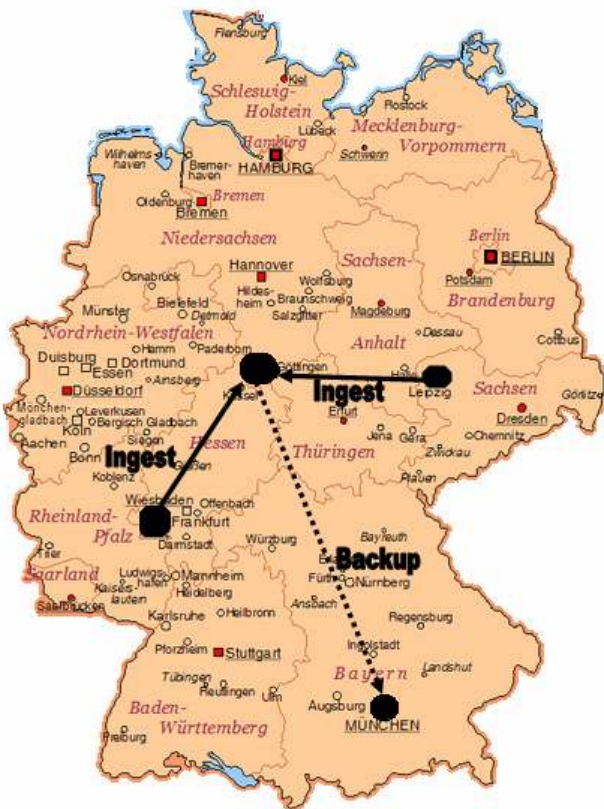 Flensburg
Kiel
Schleswig-
Holstein
Rostock
Lübeck
Mecklenburg-
Vorpommern
Hamburg
HAMBURG
Schwerin
Wilhelms-
haven
Bremer-
haven
Oldenburg
Bremen
Bremen
Niedersachsen
Berlin
BERLIN
Hannover
Sachsen-
Potsdam
Brandenburg
Osnabrück
Wolfsburg
Hildes-
heim
Braunschweig
Salzgitter
Magdeburg
Bielefeld
Münster
Detmold
Nordrhein-Westfalen
Anhalt
Dessau
Cottbus
Hamm
Paderborn
Duisburg
Dortmund
Essen
Göttingen
Arnsberg
Düsseldorf
Ingest
Leipzig
Sachsen
Görlitz
Mönchen-
gladbach
Leverkusen
Bergisch Gladbach
Köln
Erfurt
Dresden
Aachen
Siegen
Hessen
Jena
Gera
Chemnitz
Bonn
Ingest
Thüringen
Zwickau
Koblenz
Plauen
Wiesbaden
Offenbach
Rheinland-
Pfalz
Frankfurt
Darmstadt
Würzburg
Bayreuth
Trier
Backup
Saarland
Ludwigs-
hafen
Mannheim
Fürth
Nürnberg
Kaisers-
lautern
Heidelberg
Saarbrücken
Ansbach
Karlsruhe
Heilbronn
Regensburg
Pforzheim
Stuttgart
Ingolstadt
Landshut
Tübingen
Reutlingen
Ulm
Bayern
Baden-
Württemberg
Augsburg
MÜNCHEN
Freiburg